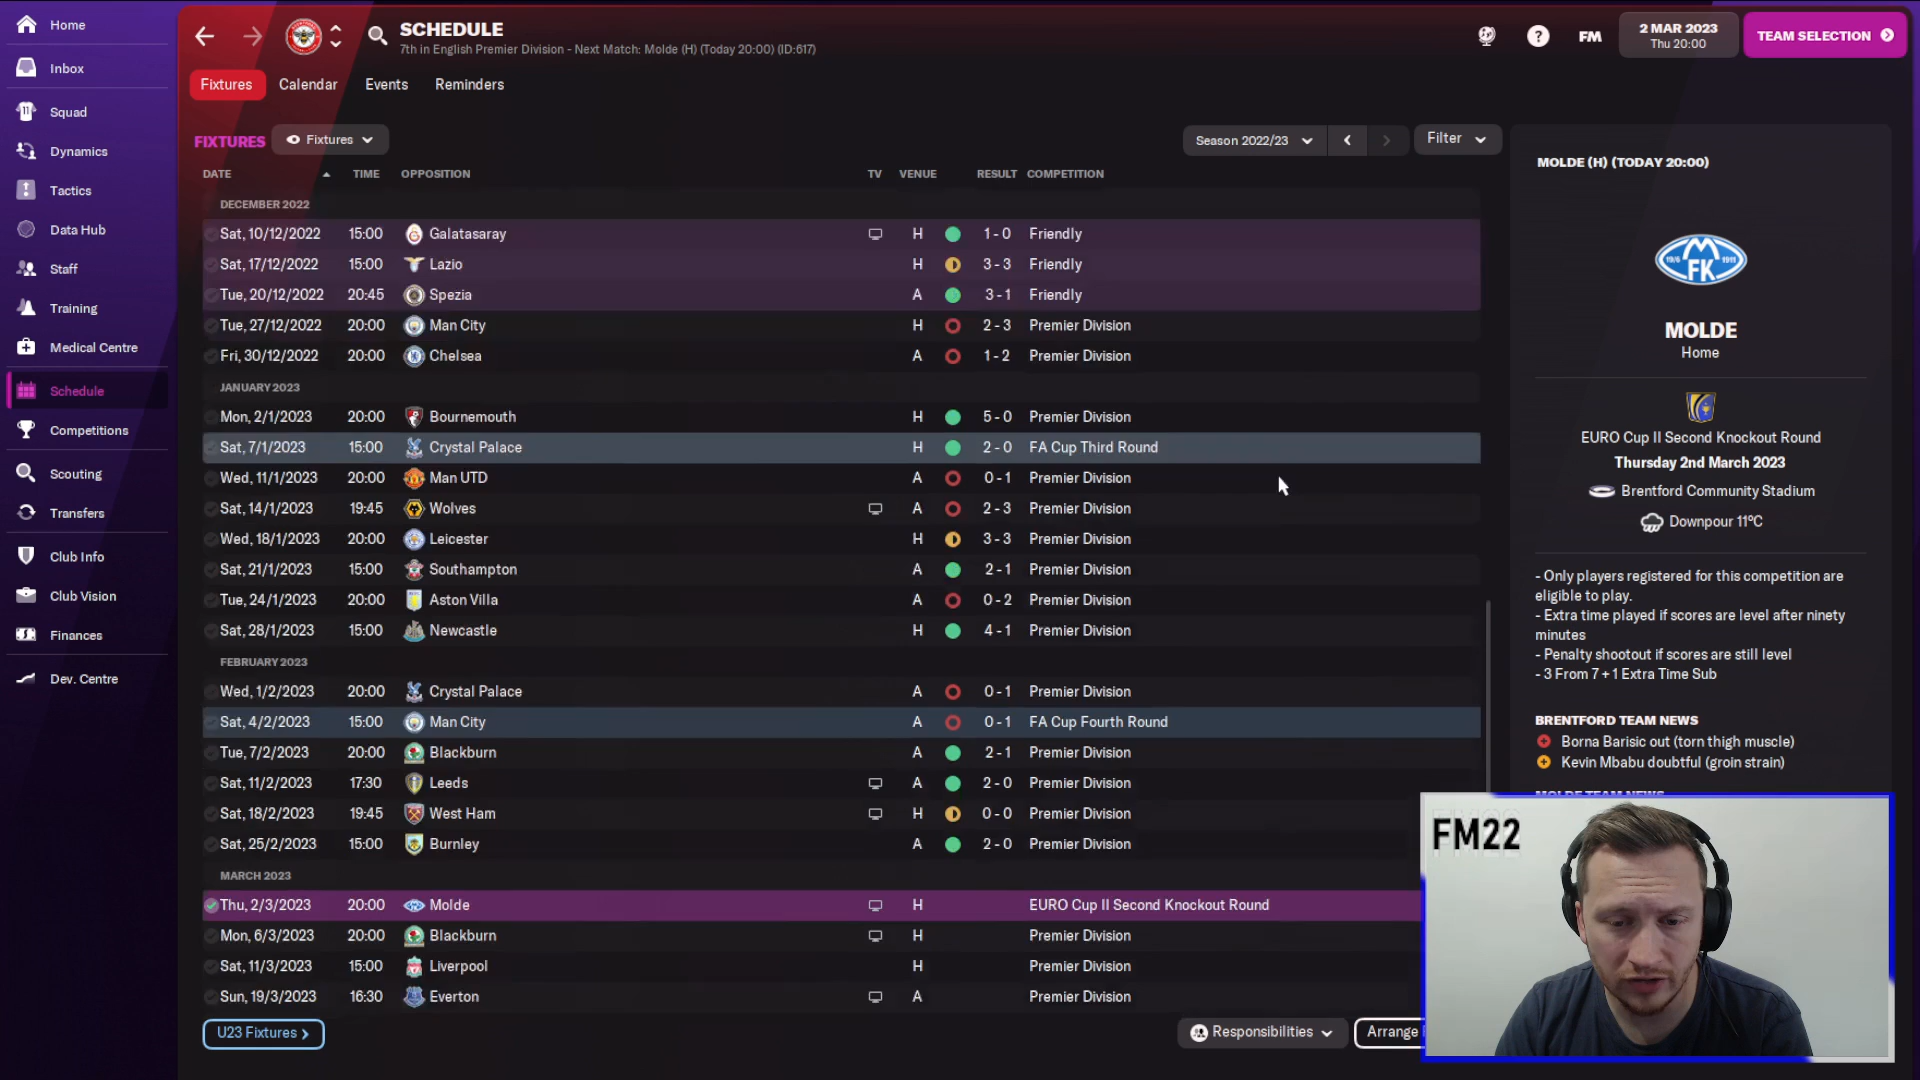 Home
Inbox
Squad
Dynamics
Tactics
Data Hub
Staff
Training
Medical Centre
Schedule
Competitions
Scouting
Transfers
Club Info
Club Vision
Finances
Dev. Centre
SCHEDULE
7th in English Premier Division - Next Match: Molde (H) (Today 20:00) (ID:617)
FM
2 MAR 2023
Thu 20:00
TEAM SELECTION
Fixtures Calendar Events Reminders
FIXTURES Fixtures Season 2022/23 Filter
DATE TIME OPPOSITION TV VENUE RESULT COMPETITION
DECEMBER 2022
Sat, 10/12/2022 15:00 Galatasaray H 1 - 0 Friendly
Sat, 17/12/2022 15:00 Lazio H 3 - 3 Friendly
Tue, 20/12/2022 20:45 Spezia A 3 - 1 Friendly
Tue, 27/12/2022 20:00 Man City H 2 - 3 Premier Division
Fri, 30/12/2022 20:00 Chelsea A 1 - 2 Premier Division
JANUARY 2023
Mon, 2/1/2023 20:00 Bournemouth H 5 - 0 Premier Division
Sat, 7/1/2023 15:00 Crystal Palace H 2 - 0 FA Cup Third Round
Wed, 11/1/2023 20:00 Man UTD A 0 - 1 Premier Division
Sat, 14/1/2023 19:45 Wolves A 2 - 3 Premier Division
Wed, 18/1/2023 20:00 Leicester H 3 - 3 Premier Division
Sat, 21/1/2023 15:00 Southampton A 2 - 1 Premier Division
Tue, 24/1/2023 20:00 Aston Villa A 0 - 2 Premier Division
Sat, 28/1/2023 15:00 Newcastle H 4 - 1 Premier Division
FEBRUARY 2023
Wed, 1/2/2023 20:00 Crystal Palace A 0 - 1 Premier Division
Sat, 4/2/2023 15:00 Man City A 0 - 1 FA Cup Fourth Round
Tue, 7/2/2023 20:00 Blackburn A 2 - 1 Premier Division
Sat, 11/2/2023 17:30 Leeds A 2 - 0 Premier Division
Sat, 18/2/2023 19:45 West Ham H 0 - 0 Premier Division
Sat, 25/2/2023 15:00 Burnley A 2 - 0 Premier Division
MARCH 2023
Thu, 2/3/2023 20:00 Molde H EURO Cup II Second Knockout Round
Mon, 6/3/2023 20:00 Blackburn H Premier Division
Sat, 11/3/2023 15:00 Liverpool H Premier Division
Sun, 19/3/2023 16:30 Everton A Premier Division
U23 Fixtures
Responsibilities
Arrange
MOLDE (H) (TODAY 20:00)
MFK
MOLDE
Home
EURO Cup II Second Knockout Round
Thursday 2nd March 2023
Brentford Community Stadium
Downpour 11ºC
- Only players registered for this competition are
eligible to play.
- Extra time played if scores are level after ninety
minutes
- Penalty shootout if scores are still level
- 3 From 7 + 1 Extra Time Sub
BRENTFORD TEAM NEWS
Borna Barisic out (torn thigh muscle)
Kevin Mbabu doubtful (groin strain)
MOLDE TEAM NEWS
FM22